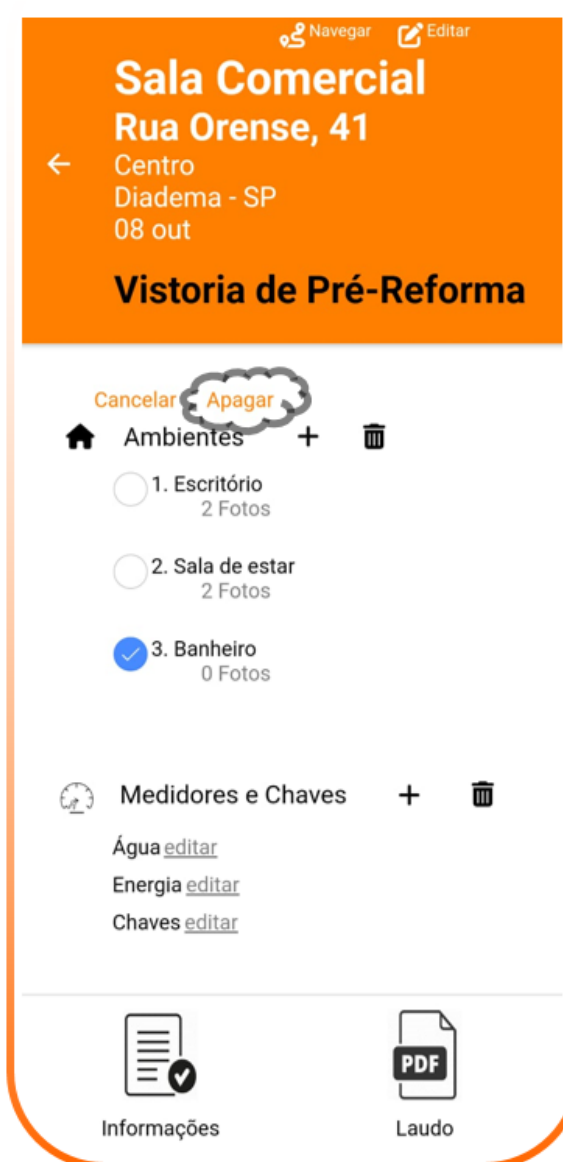 Navegar Editar
Sala Comercial
Rua Orense, 41
Centro
Diadema - SP
08 out
Vistoria de Pré-Reforma
Cancelar Apagar
Ambientes +
1. Escritório
2 Fotos
2. Sala de estar
2 Fotos
3. Banheiro
0 Fotos
Medidores e Chaves +
Água editar
Energia editar
Chaves editar
PDF
Informações Laudo